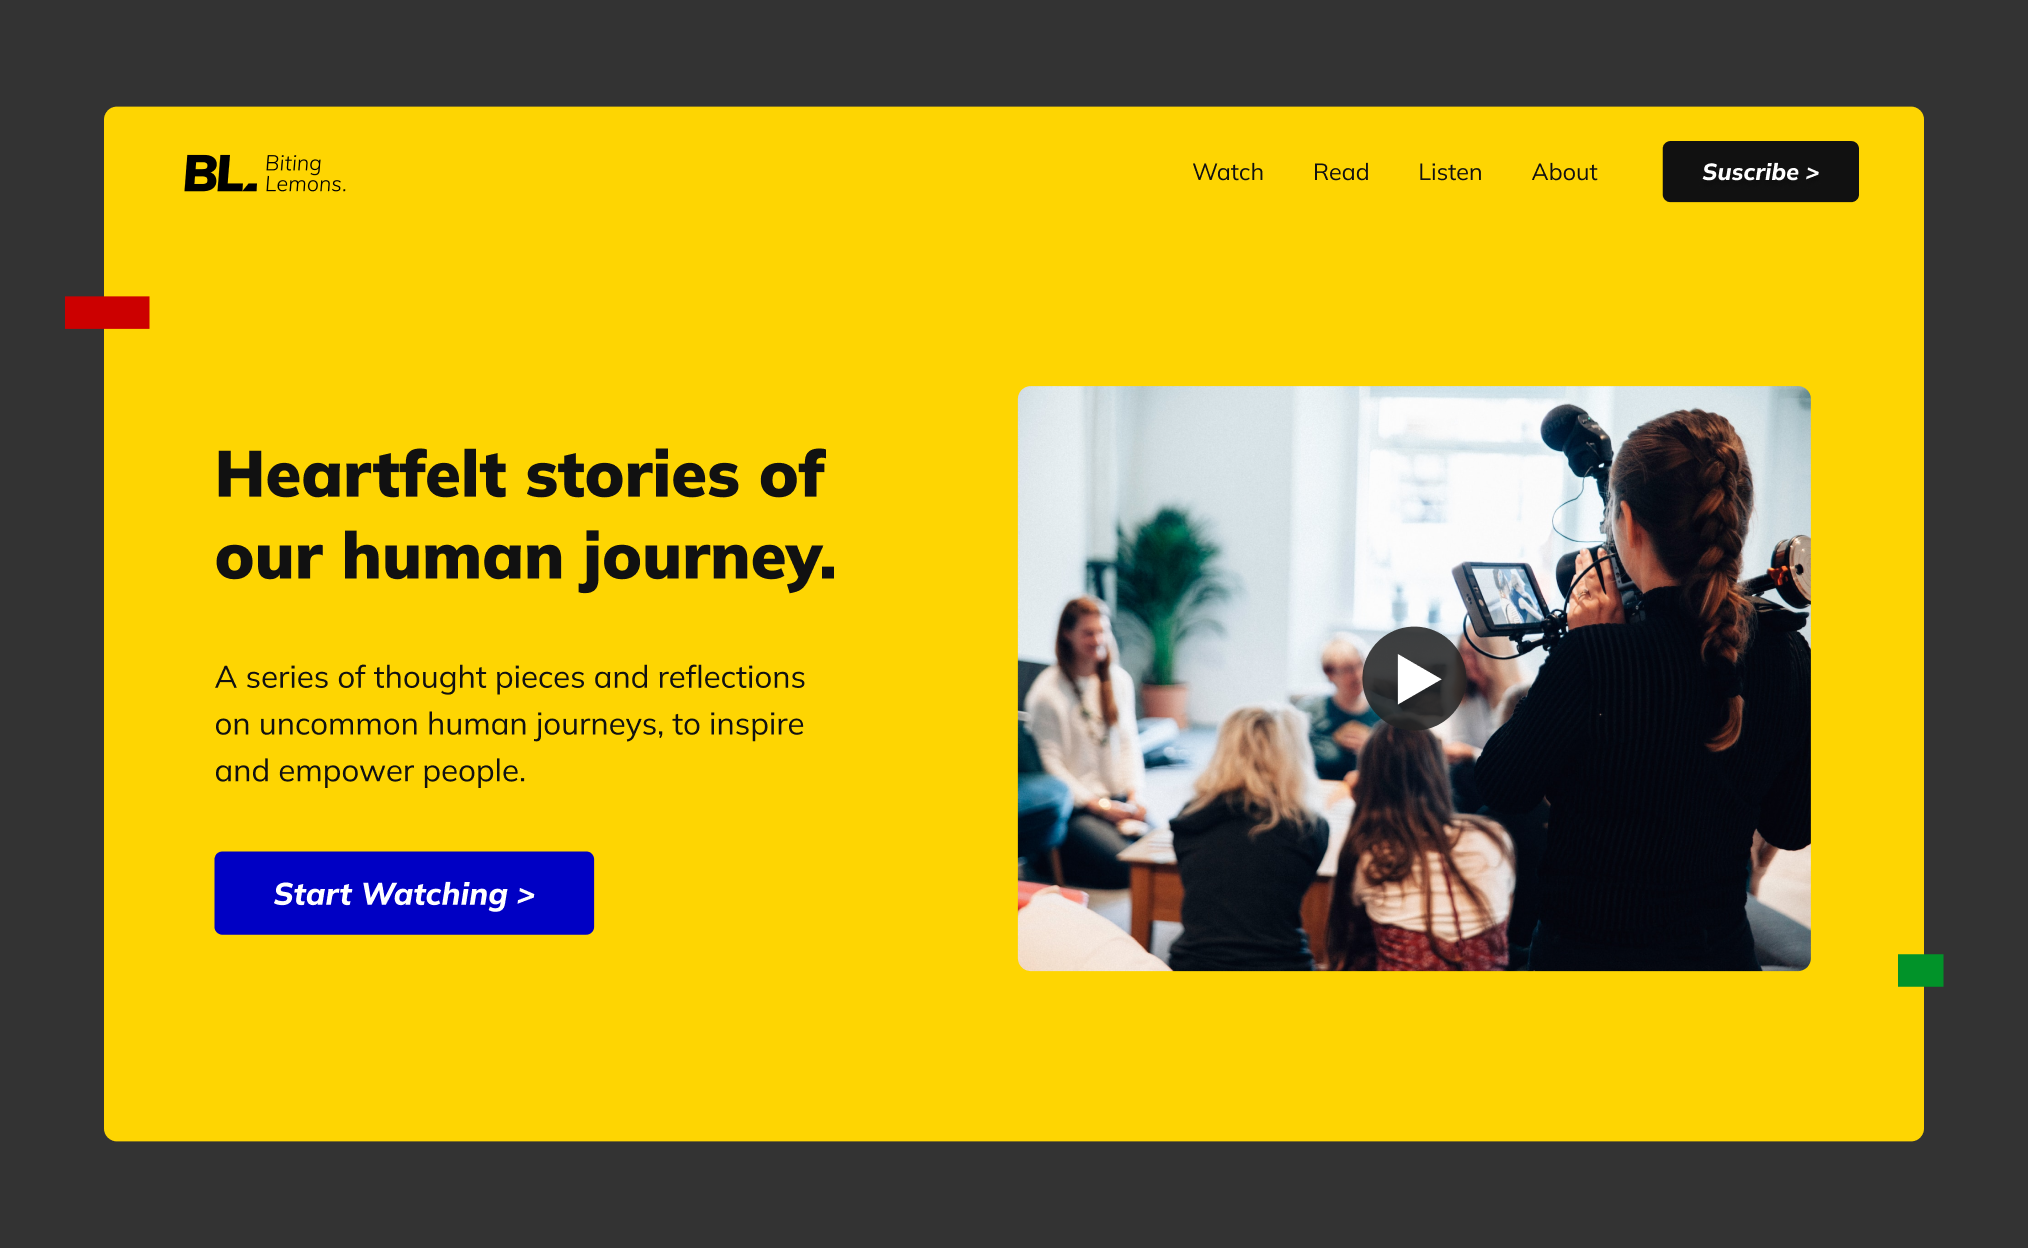 BL. Biting
Lemons.
Watch Read Listen About Suscribe >
Heartfelt stories of
our human journey.
A series of thought pieces and reflections
on uncommon human journeys, to inspire
and empower people.
Start Watching >